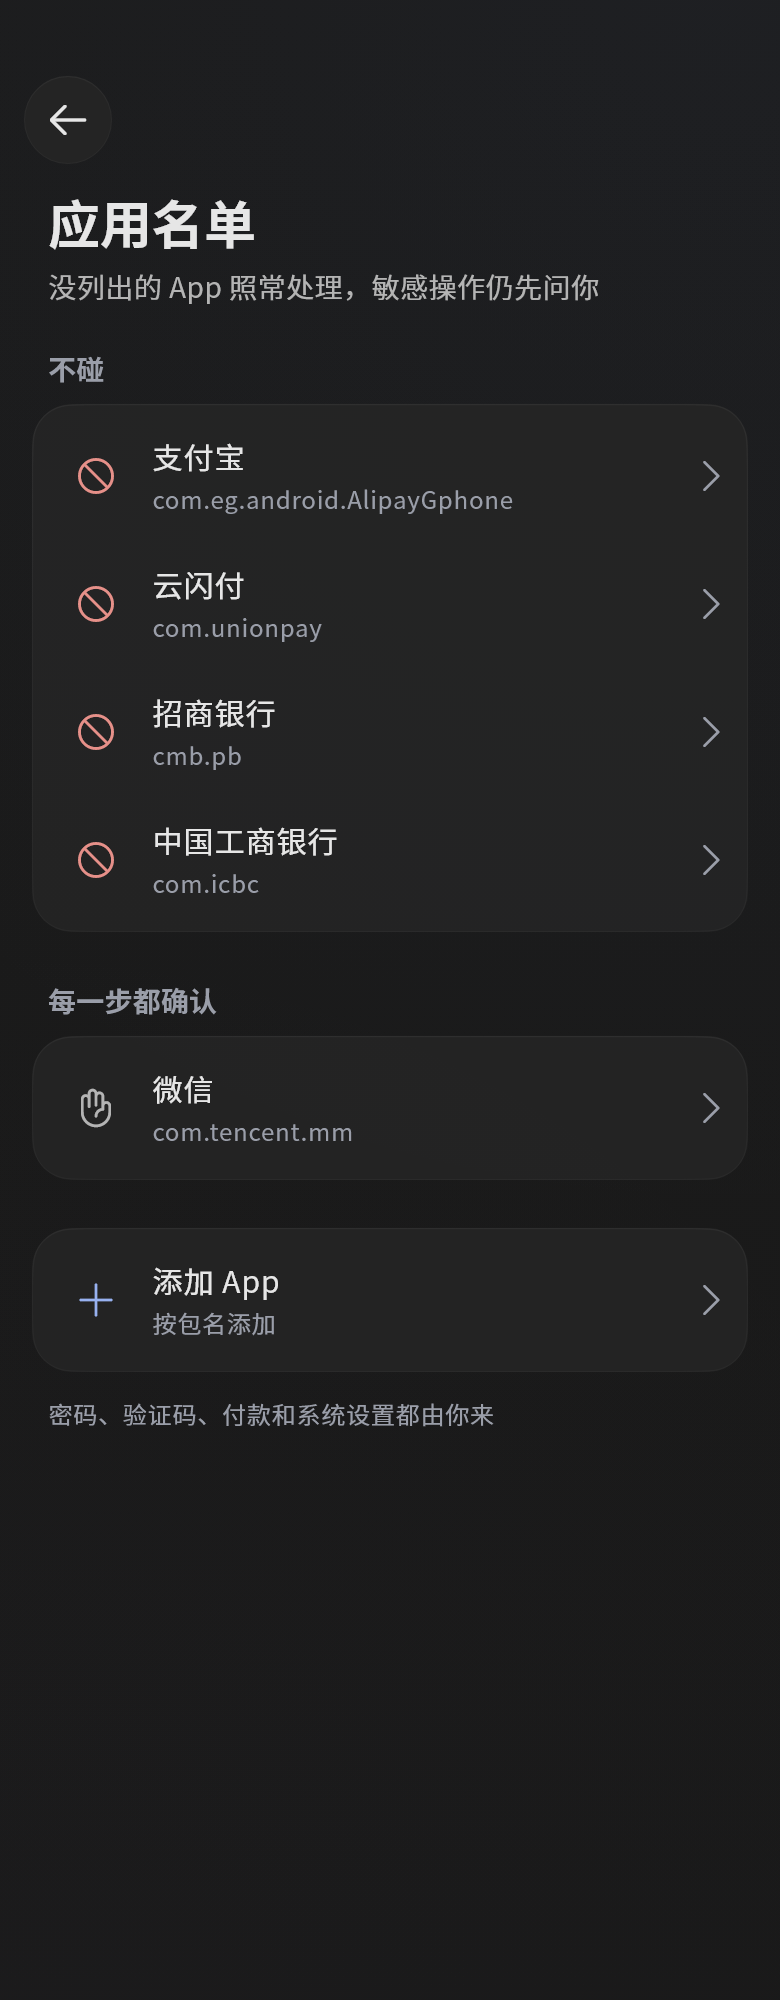 应用名单
没列出的 App 照常处理，敏感操作仍先问你
不碰
支付宝
com.eg.android.AlipayGphone
云闪付
com.unionpay
招商银行
cmb.pb
中国工商银行
com.icbc
每一步都确认
微信
com.tencent.mm
添加 App
按包名添加
密码、验证码、付款和系统设置都由你来